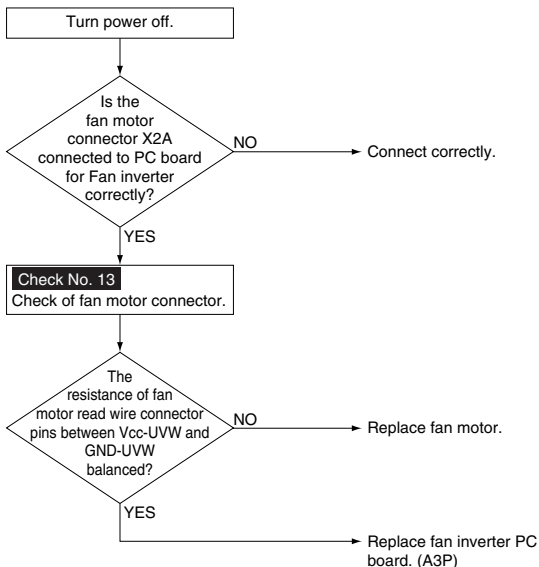 Turn power off.
Is the
fan motor
connector X2A
connected to PC board
for Fan inverter
correctly?
NO
Connect correctly.
YES
Check No. 13
Check of fan motor connector.
The
resistance of fan
motor read wire connector
pins between Vcc-UVW and
GND-UVW
balanced?
NO
Replace fan motor.
YES
Replace fan inverter PC
board. (A3P)